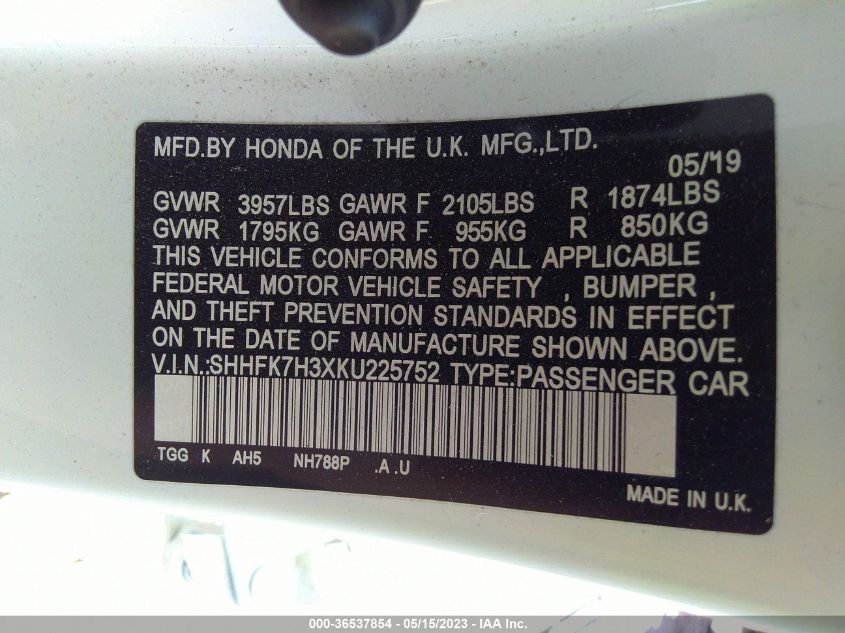 MFD.BY HONDA OF THE U.K. MFG.,LTD.
05/19
GVWR 3957LBS GAWR F 2105LBS R 1874LBS
GVWR 1795KG GAWR F 955KG R 850KG
THIS VEHICLE CONFORMS TO ALL APPLICABLE
FEDERAL MOTOR VEHICLE SAFETY , BUMPER ,
AND THEFT PREVENTION STANDARDS IN EFFECT
ON THE DATE OF MANUFACTURE SHOWN ABOVE.
V.I.N.:SHHFK7H3XKU225752 TYPE:PASSENGER CAR
TGG K AH5 NH788P .A .U
MADE IN U.K.
000-36537854 - 05/15/2023 - IAA Inc.